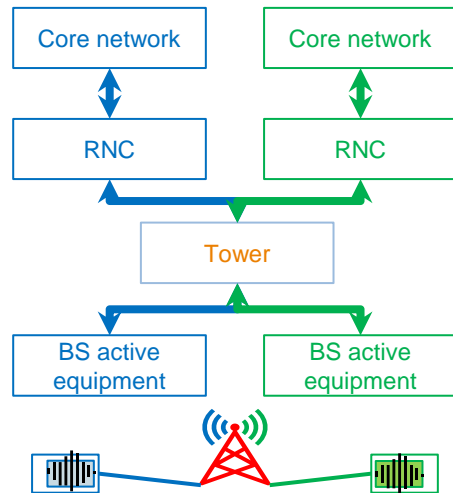 Core network
Core network
RNC
RNC
Tower
BS active
equipment
BS active
equipment